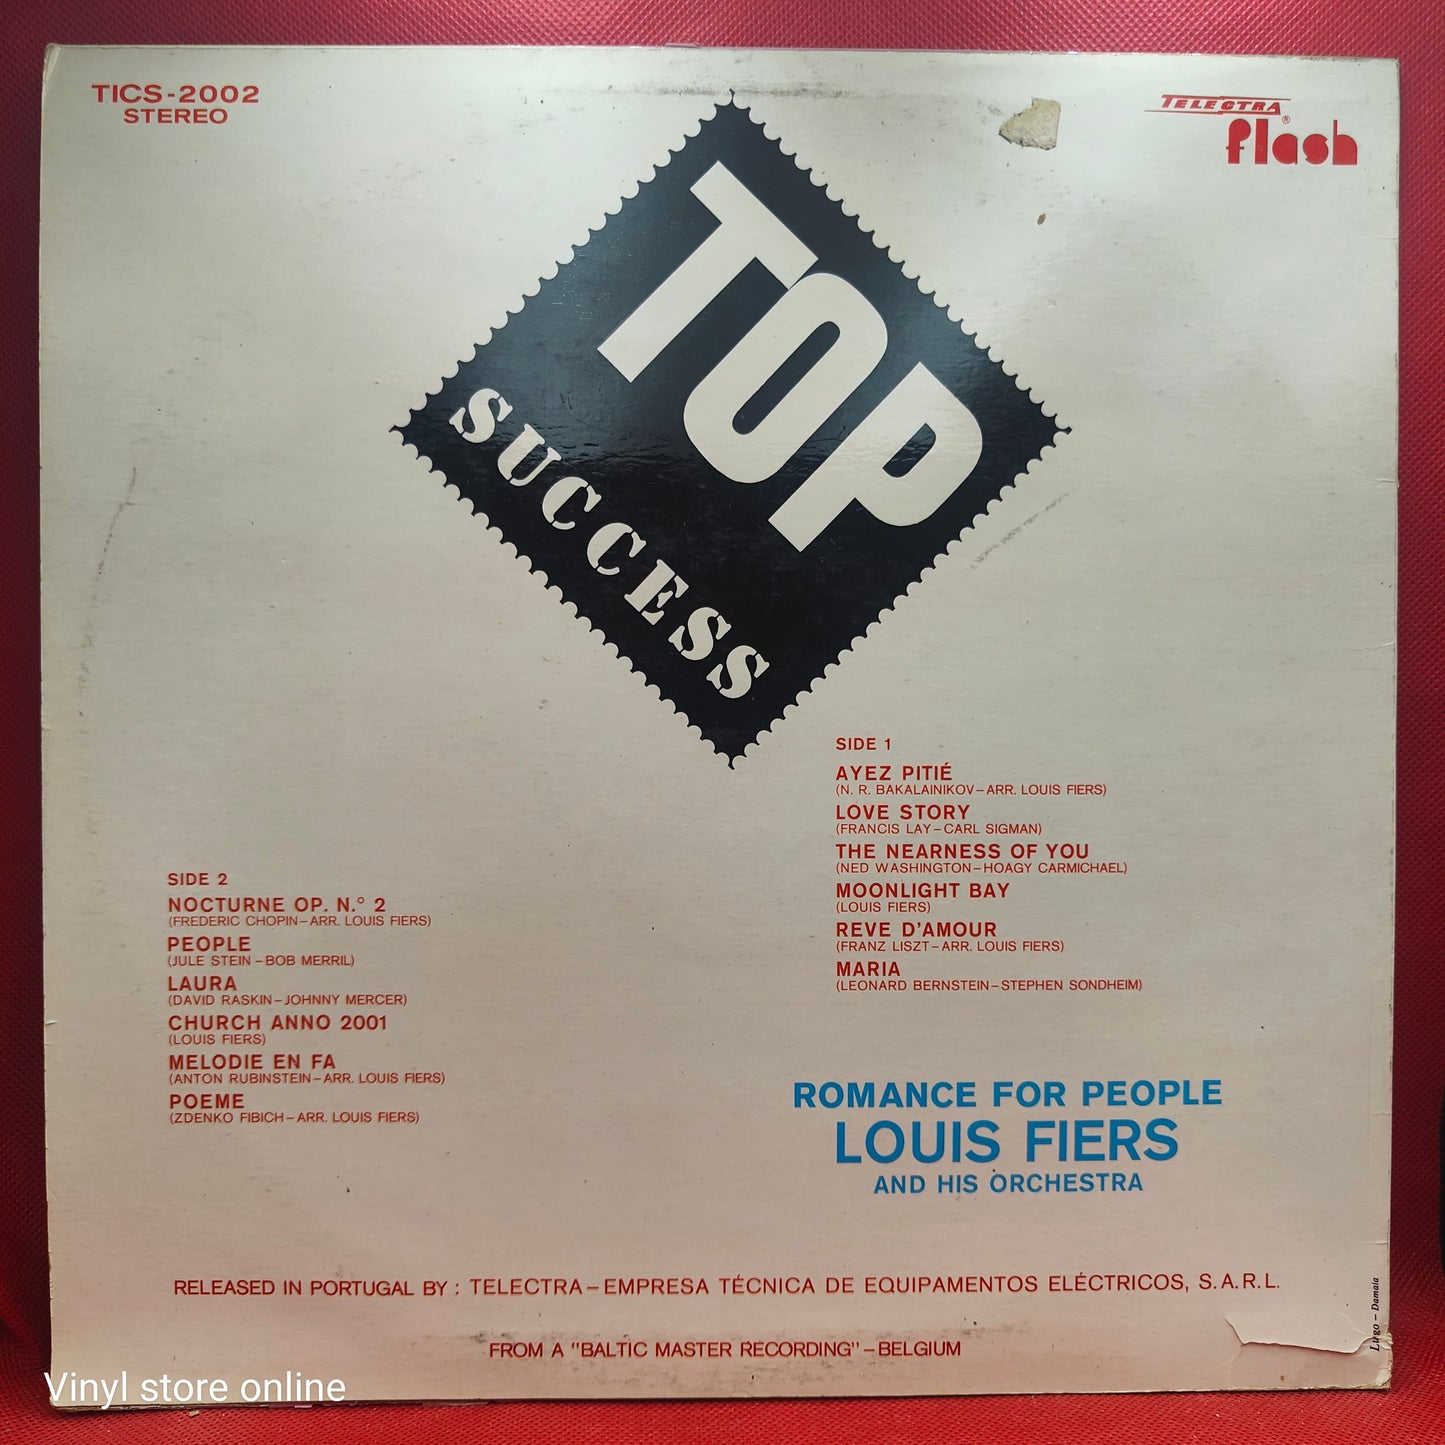 TICS-2002
STEREO
TELECTRA
flash®
TOP
SUCCESS
SIDE 1
AYEZ PITIÉ
(N. R. BAKALAINIKOV–ARR. LOUIS FIERS)
LOVE STORY
(FRANCIS LAY–CARL SIGMAN)
THE NEARNESS OF YOU
(NED WASHINGTON–HOAGY CARMICHAEL)
MOONLIGHT BAY
(LOUIS FIERS)
REVE D'AMOUR
(FRANZ LISZT–ARR. LOUIS FIERS)
MARIA
(LEONARD BERNSTEIN–STEPHEN SONDHEIM)
SIDE 2
NOCTURNE OP. N.° 2
(FREDERIC CHOPIN–ARR. LOUIS FIERS)
PEOPLE
(JULE STEIN–BOB MERRIL)
LAURA
(DAVID RASKIN–JOHNNY MERCER)
CHURCH ANNO 2001
(LOUIS FIERS)
MELODIE EN FA
(ANTON RUBINSTEIN–ARR. LOUIS FIERS)
POEME
(ZDENKO FIBICH–ARR. LOUIS FIERS)
ROMANCE FOR PEOPLE
LOUIS FIERS
AND HIS ORCHESTRA
RELEASED IN PORTUGAL BY : TELECTRA–EMPRESA TÉCNICA DE EQUIPAMENTOS ELÉCTRICOS, S.A.R.L.
FROM A "BALTIC MASTER RECORDING"–BELGIUM
Lugo – Damaia
Vinyl store online